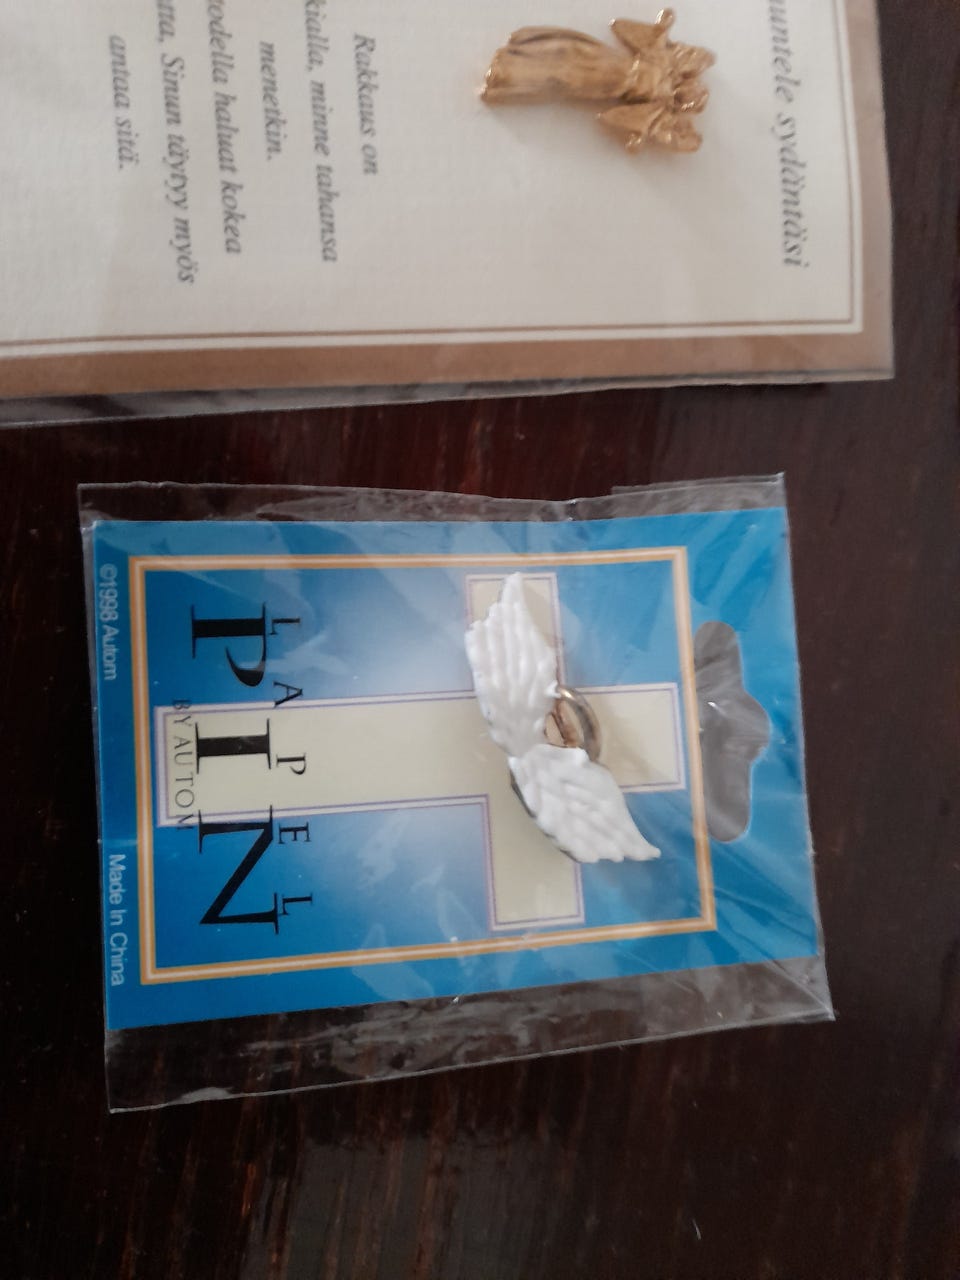 untele sydäntäsi
Rakkaus on
kialla, minne tahansa
menetkin.
todella haluat kokea
ata, Sinun täytyy myös
antaa sitä.
LAPEL
PIN
BY AUTOM
©1998 Autom
Made In China